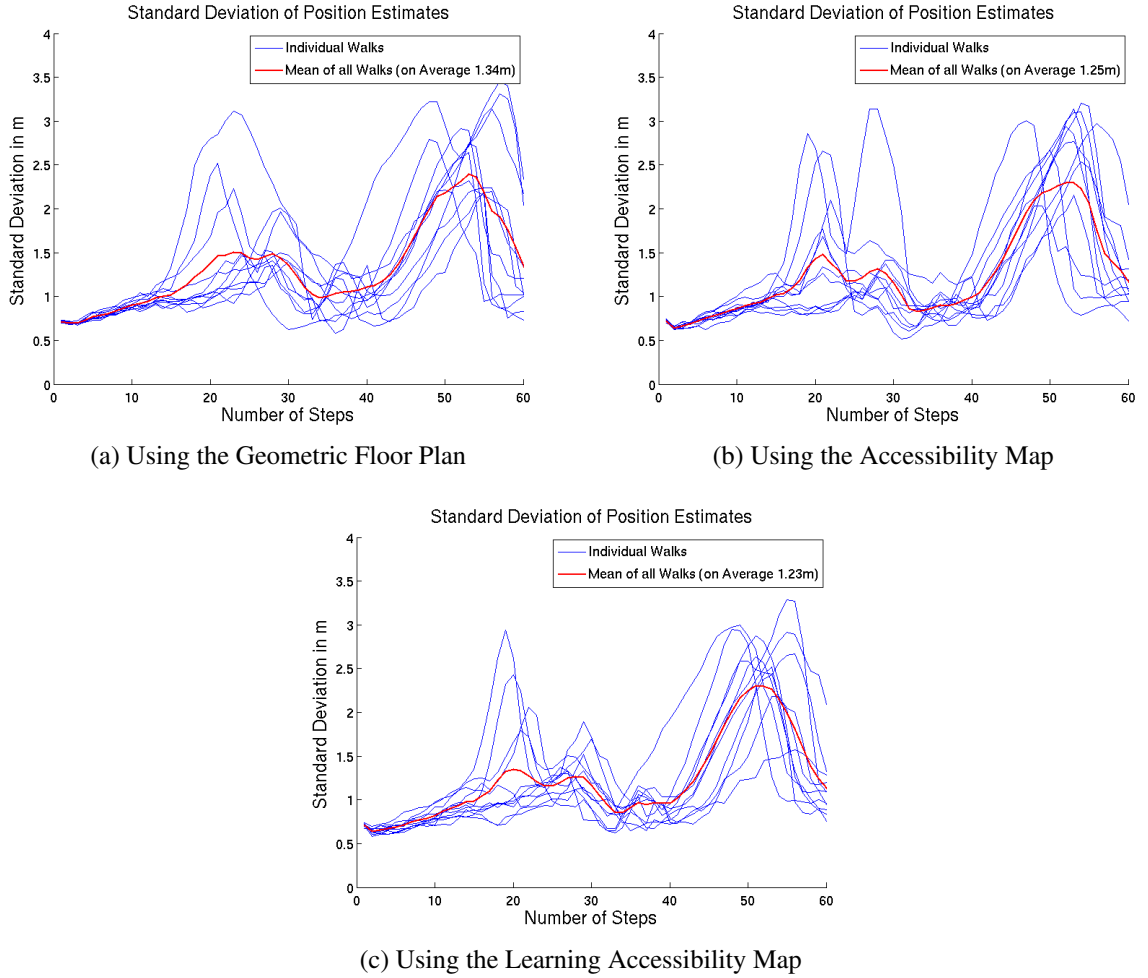 Standard Deviation of Position Estimates
Individual Walks
Mean of all Walks (on Average 1.34m)
Standard Deviation in m
4
3.5
3
2.5
2
1.5
1
0.5
0
0 10 20 30 40 50 60
Number of Steps
(a) Using the Geometric Floor Plan
Standard Deviation of Position Estimates
Individual Walks
Mean of all Walks (on Average 1.25m)
Standard Deviation in m
4
3.5
3
2.5
2
1.5
1
0.5
0
0 10 20 30 40 50 60
Number of Steps
(b) Using the Accessibility Map
Standard Deviation of Position Estimates
Individual Walks
Mean of all Walks (on Average 1.23m)
Standard Deviation in m
4
3.5
3
2.5
2
1.5
1
0.5
0
0 10 20 30 40 50 60
Number of Steps
(c) Using the Learning Accessibility Map